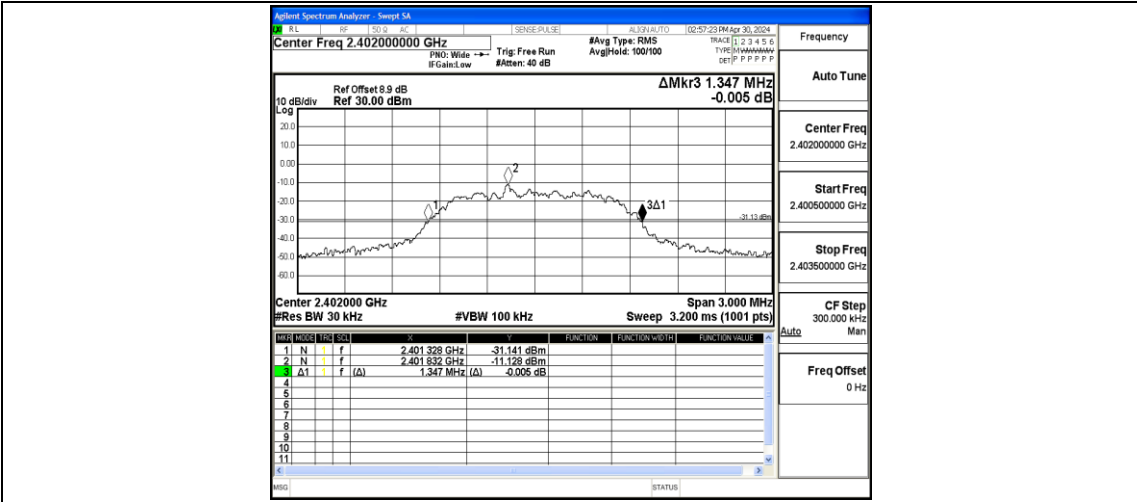 Agilent Spectrum Analyzer - Swept SA
RL RF 50 Ω AC SENSE:PULSE ALIGN AUTO 02:57:23 PM Apr 30, 2024
Center Freq 2.402000000 GHz #Avg Type: RMS TRACE 1 2 3 4 5 6
PNO: Wide Trig: Free Run Avg|Hold: 100/100 TYPE M
IFGain:Low #Atten: 40 dB DET P P P P P P
Frequency
Auto Tune
Center Freq
2.402000000 GHz
Start Freq
2.400500000 GHz
Stop Freq
2.403500000 GHz
CF Step
300.000 kHz
Auto Man
Freq Offset
0 Hz
ΔMkr3 1.347 MHz
-0.005 dB
Ref Offset 8.9 dB
10 dB/div Ref 30.00 dBm
Log
20.0
10.0
0.00
-10.0
-20.0
-30.0
-40.0
-50.0
-60.0
2
1
3Δ1
-31.13 dBm
Center 2.402000 GHz Span 3.000 MHz
#Res BW 30 kHz #VBW 100 kHz Sweep 3.200 ms (1001 pts)
MKR MODE TRC SCL X Y FUNCTION FUNCTION WIDTH FUNCTION VALUE
1 N 1 f 2.401 328 GHz -31.141 dBm
2 N 1 f 2.401 832 GHz -11.128 dBm
3 Δ1 1 f (Δ) 1.347 MHz (Δ) -0.005 dB
4
5
6
7
8
9
10
11
MSG STATUS